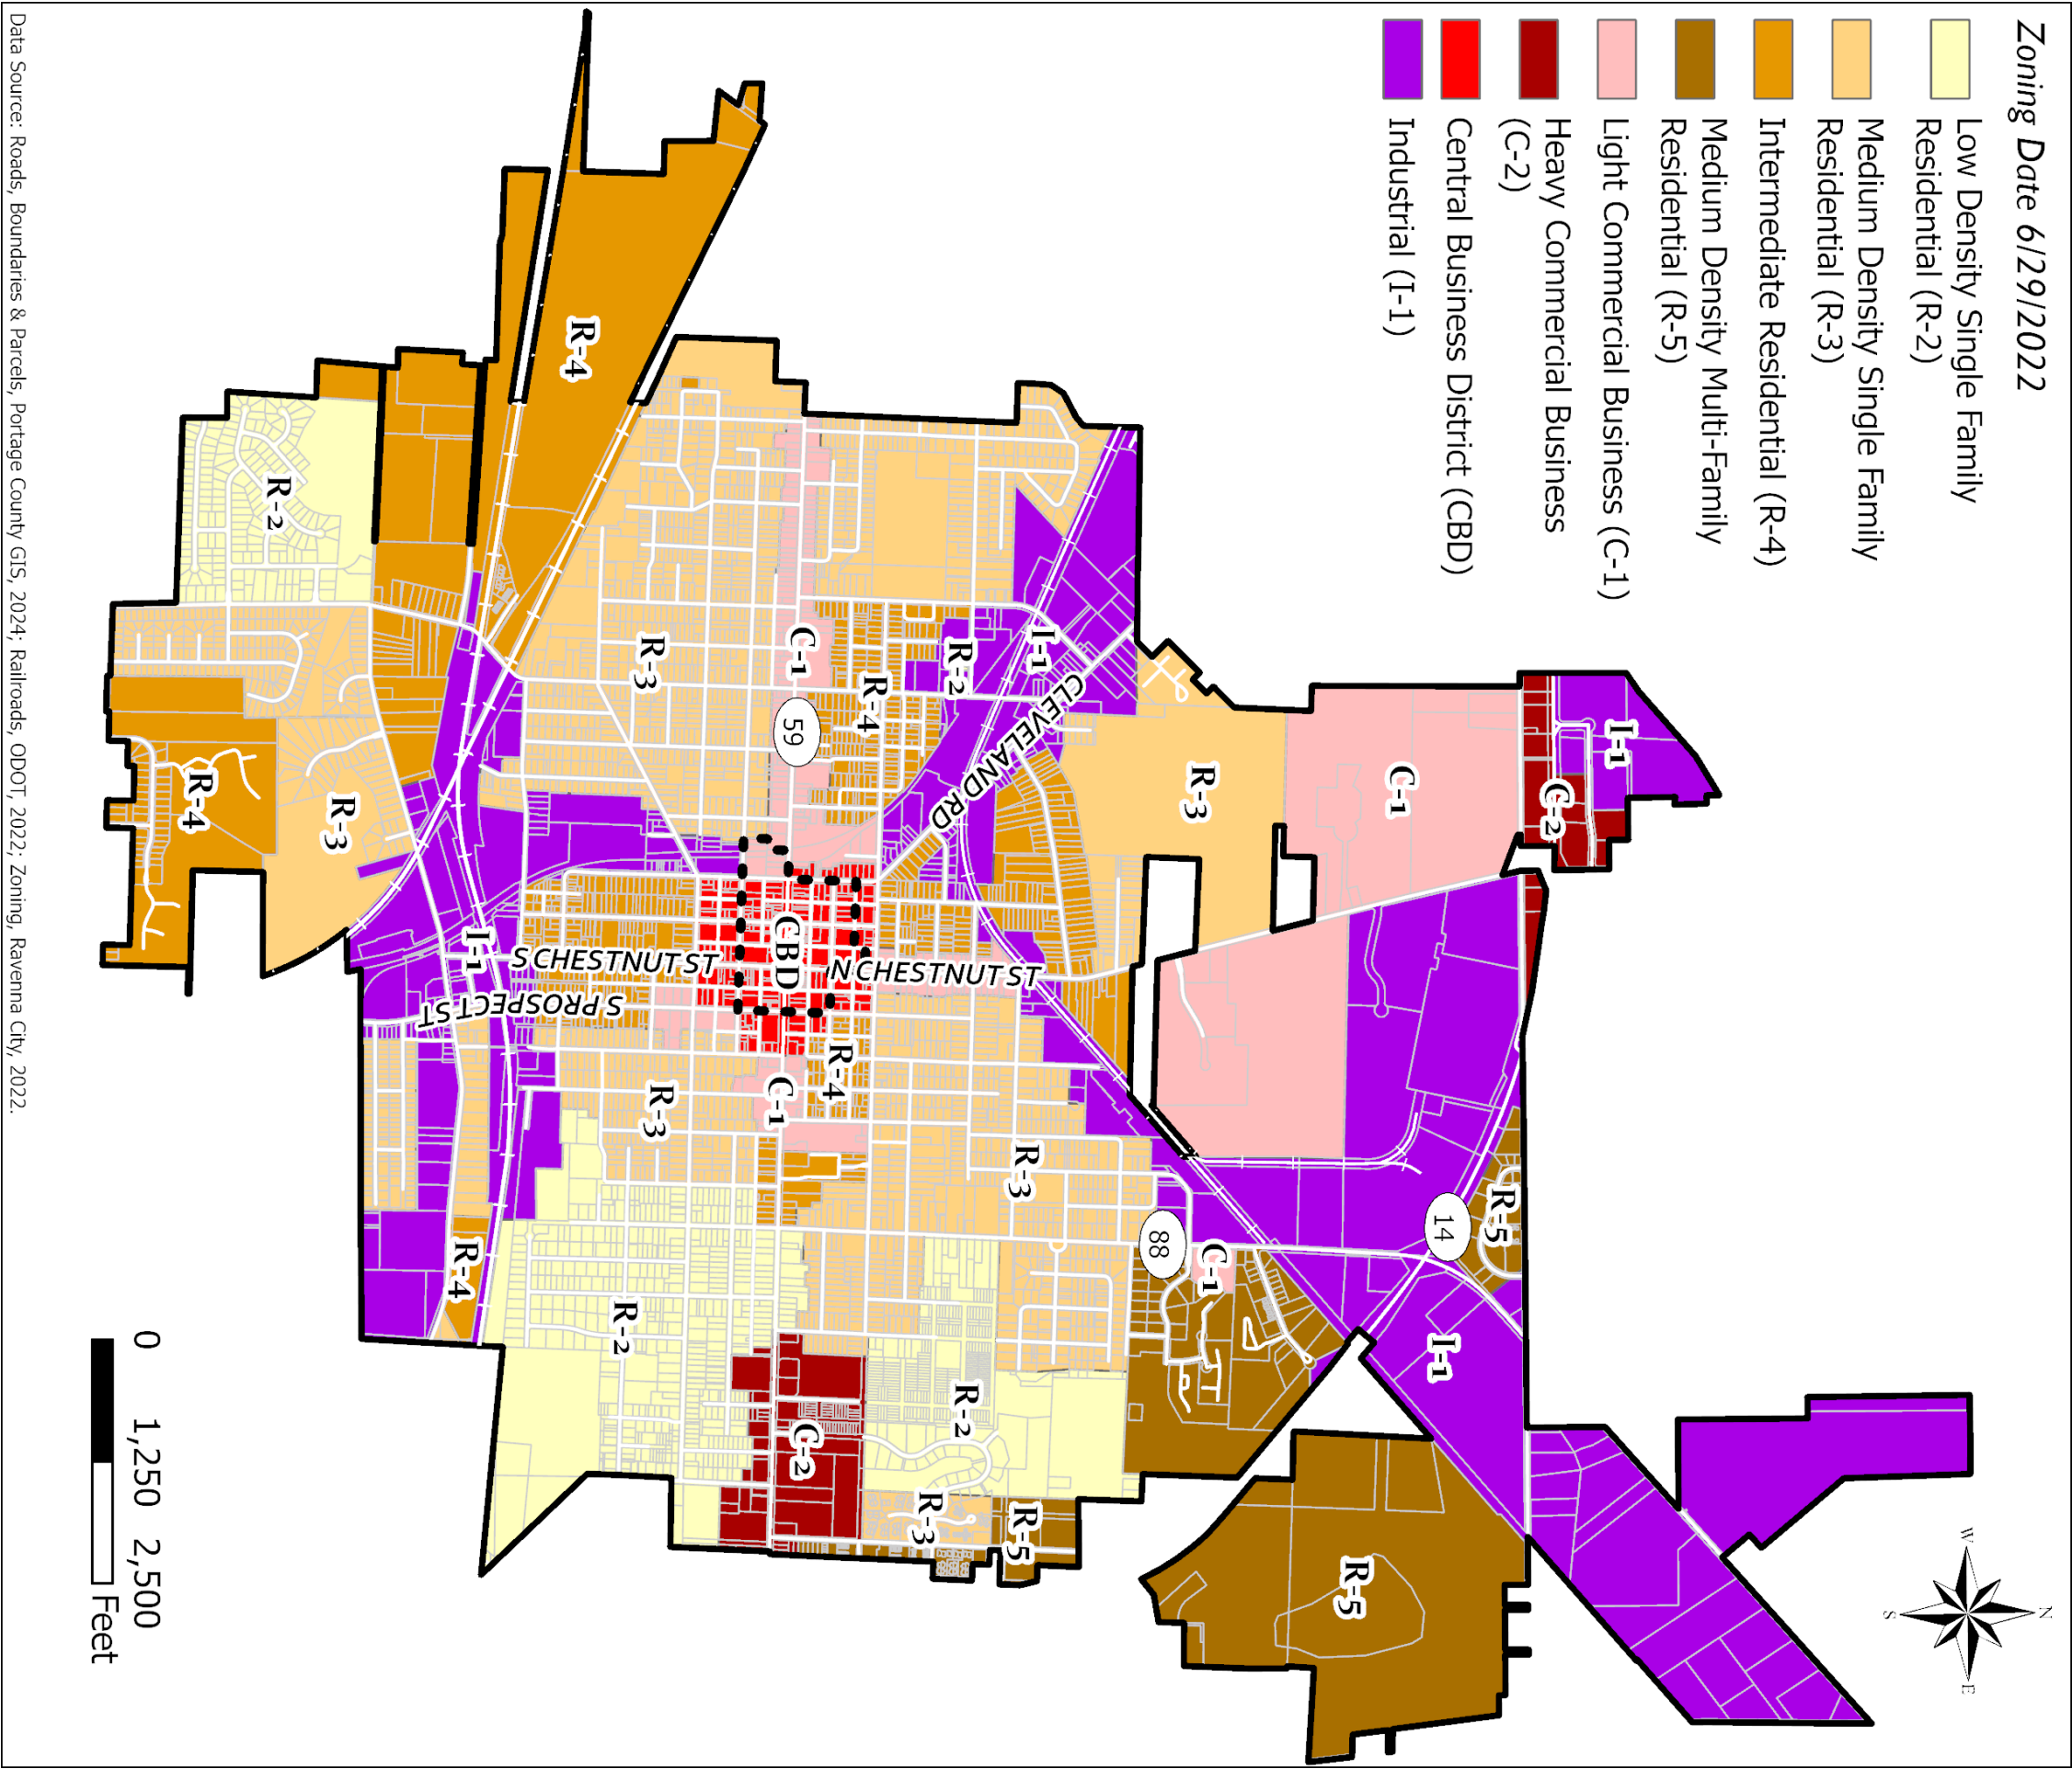 Zoning Date 6/29/2022
Low Density Single Family
Residential (R-2)
Medium Density Single Family
Residential (R-3)
Intermediate Residential (R-4)
Medium Density Multi-Family
Residential (R-5)
Light Commercial Business (C-1)
Heavy Commercial Business
(C-2)
Central Business District (CBD)
Industrial (I-1)
N
W
E
S
I-1
C-2
R-5
14
I-1
C-1
R-5
C-1
R-3
88
I-1
CLEVELAND RD
R-3
R-5
R-2
R-2
N CHESTNUT ST
R-3
R-4
R-4
C-2
C-1
59
CBD
C-1
R-3
R-3
S CHESTNUT ST
R-2
R-4
S PROSPECT ST
I-1
R-4
R-3
R-2
R-4
0 1,250 2,500
Feet
Data Source: Roads, Boundaries & Parcels, Portage County GIS, 2024; Railroads, ODOT, 2022; Zoning, Ravenna City, 2022.